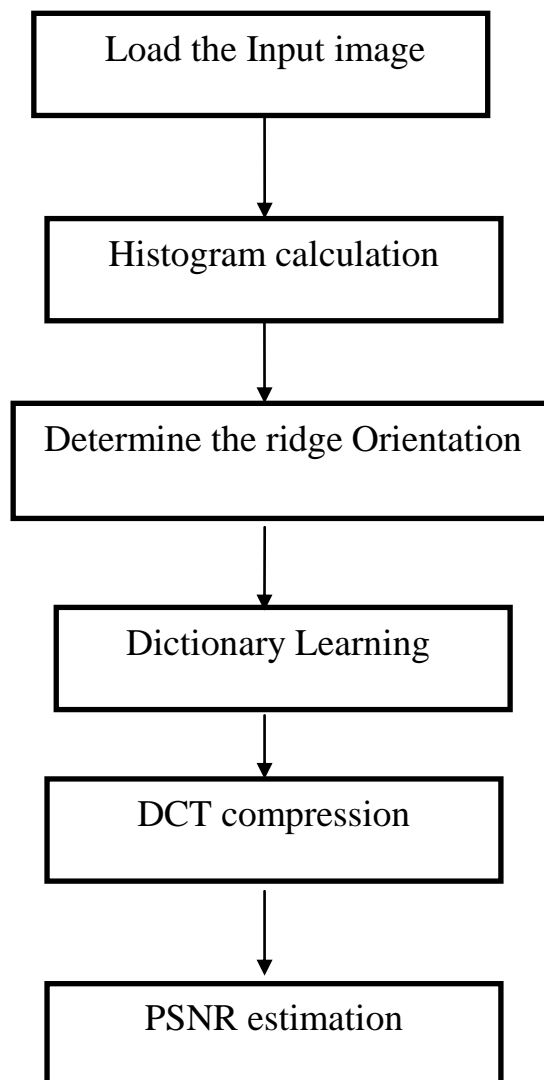 Load the Input image
Histogram calculation
Determine the ridge Orientation
Dictionary Learning
DCT compression
PSNR estimation